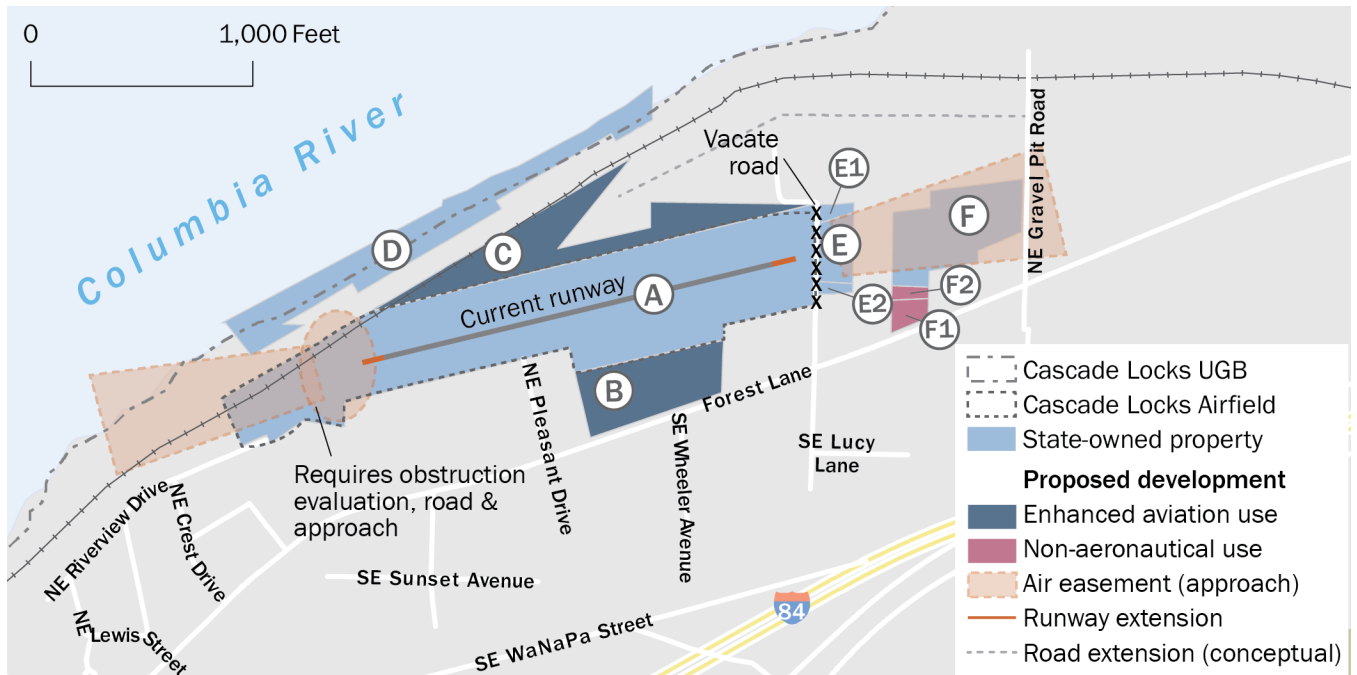 0
1,000 Feet
Columbia River
Vacate
road
E1
D
C
E
F
Current runway
A
E2
F2
F1
B
NE Gravel Pit Road
Forest Lane
NE Pleasant Drive
SE Wheeler Avenue
SE Lucy
Lane
Requires obstruction
evaluation, road &
approach
NE Riverview Drive
NE Crest Drive
SE Sunset Avenue
NE Lewis Street
SE WaNaPa Street
84
X
X
X
X
X
X
Cascade Locks UGB
Cascade Locks Airfield
State-owned property
Proposed development
Enhanced aviation use
Non-aeronautical use
Air easement (approach)
Runway extension
Road extension (conceptual)